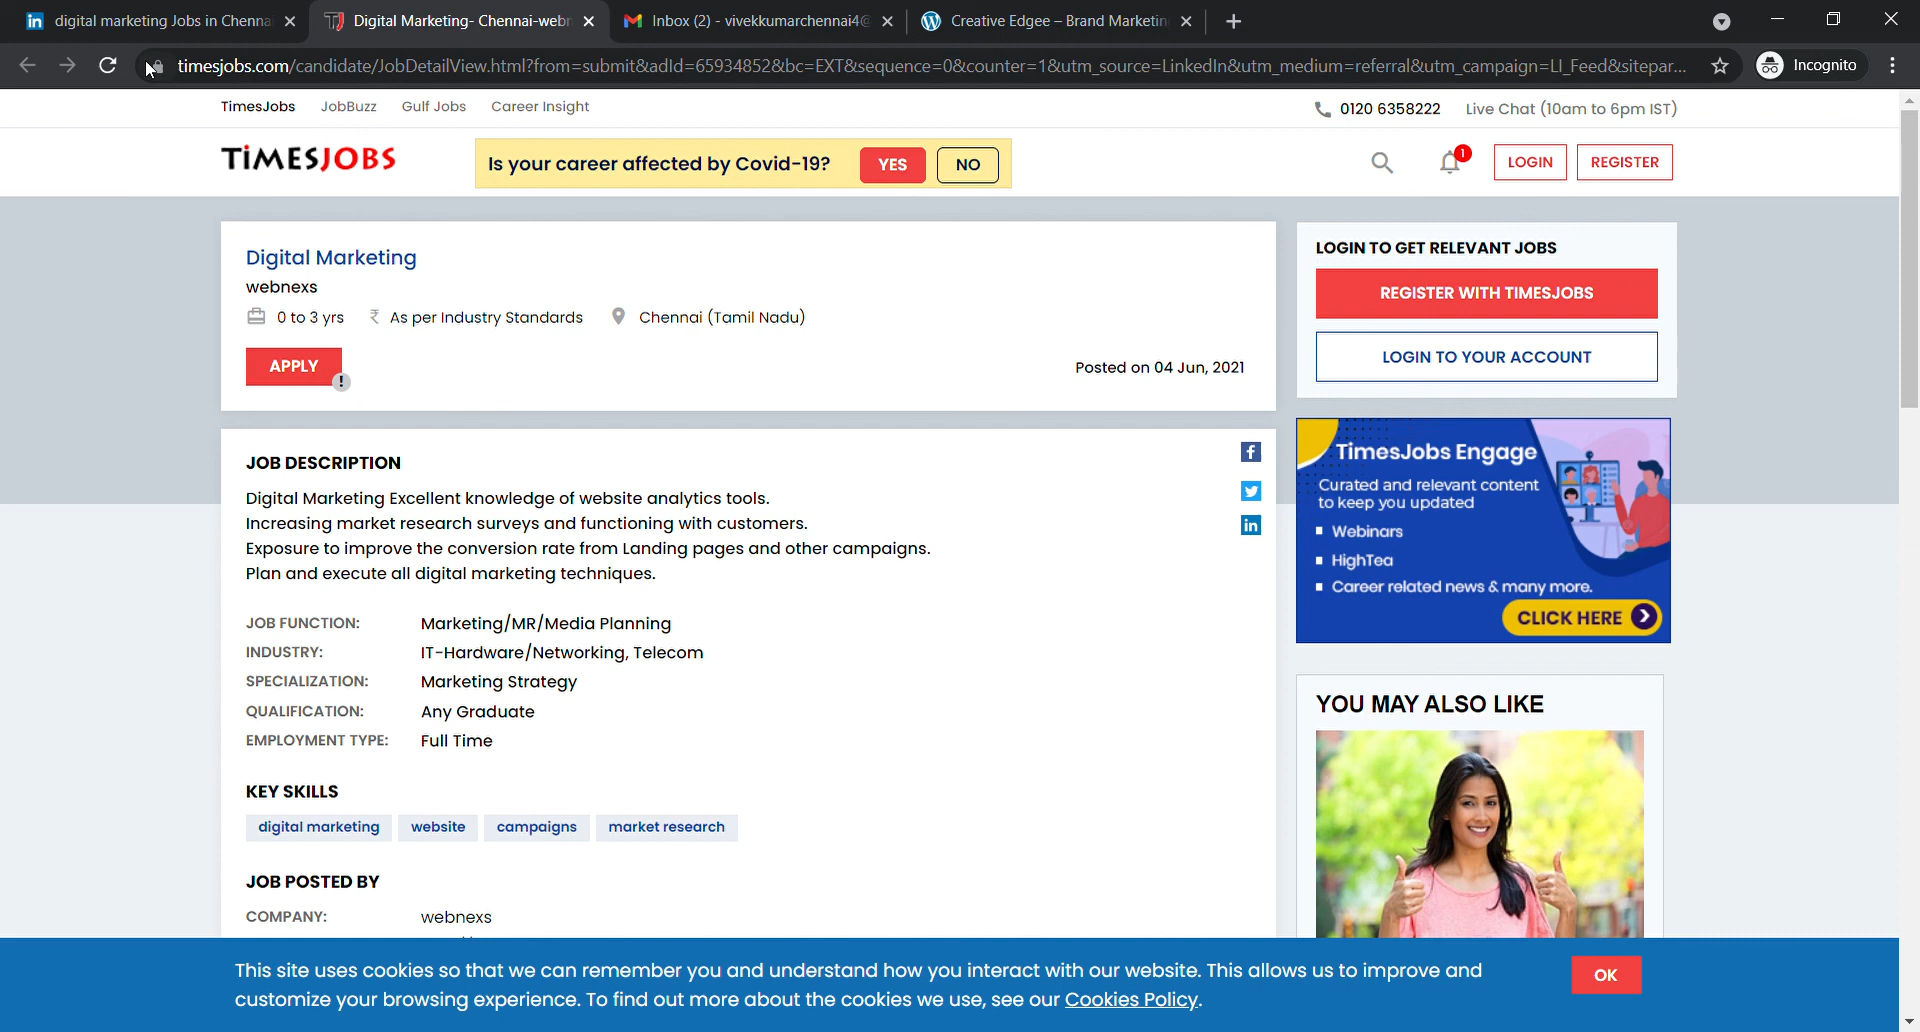 digital marketing Jobs in Chenna
Digital Marketing- Chennai-webn
Inbox (2) - vivekkumarchennai4@
Creative Edgee – Brand Marketin
timesjobs.com/candidate/JobDetailView.html?from=submit&adId=65934852&bc=EXT&sequence=0&counter=1&utm_source=LinkedIn&utm_medium=referral&utm_campaign=LI_Feed&sitepar...
Incognito
TimesJobs JobBuzz Gulf Jobs Career Insight
0120 6358222 Live Chat (10am to 6pm IST)
TIMESJOBS
Is your career affected by Covid-19? YES NO
1
LOGIN REGISTER
Digital Marketing
webnexs
0 to 3 yrs ₹ As per Industry Standards Chennai (Tamil Nadu)
APPLY
!
Posted on 04 Jun, 2021
JOB DESCRIPTION
Digital Marketing Excellent knowledge of website analytics tools.
Increasing market research surveys and functioning with customers.
Exposure to improve the conversion rate from Landing pages and other campaigns.
Plan and execute all digital marketing techniques.
JOB FUNCTION: Marketing/MR/Media Planning
INDUSTRY: IT-Hardware/Networking, Telecom
SPECIALIZATION: Marketing Strategy
QUALIFICATION: Any Graduate
EMPLOYMENT TYPE: Full Time
KEY SKILLS
digital marketing website campaigns market research
JOB POSTED BY
COMPANY: webnexs
LOGIN TO GET RELEVANT JOBS
REGISTER WITH TIMESJOBS
LOGIN TO YOUR ACCOUNT
TimesJobs Engage
Curated and relevant content
to keep you updated
Webinars
HighTea
Career related news & many more.
CLICK HERE
YOU MAY ALSO LIKE
This site uses cookies so that we can remember you and understand how you interact with our website. This allows us to improve and
customize your browsing experience. To find out more about the cookies we use, see our Cookies Policy.
OK